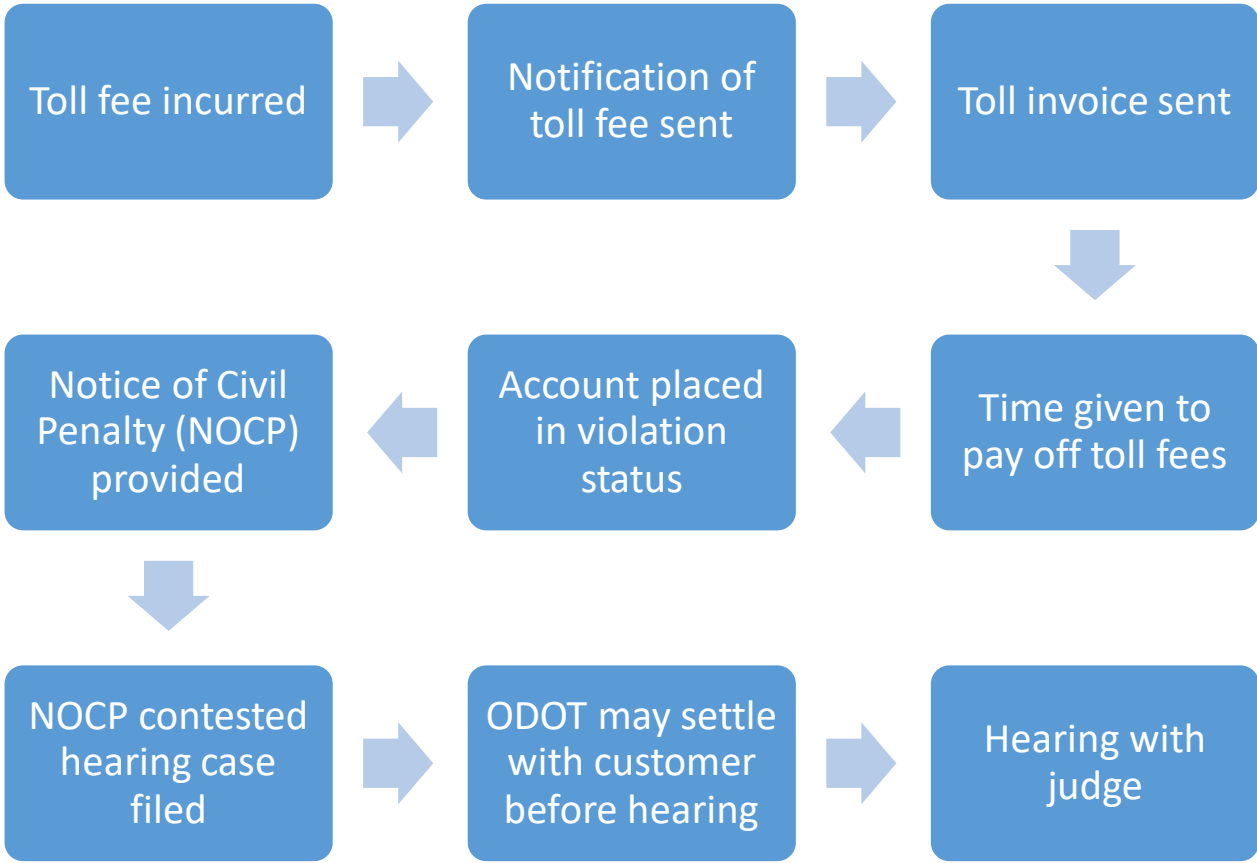 Toll fee incurred
Notification of
toll fee sent
Toll invoice sent
Time given to
pay off toll fees
Account placed
in violation
status
Notice of Civil
Penalty (NOCP)
provided
NOCP contested
hearing case
filed
ODOT may settle
with customer
before hearing
Hearing with
judge